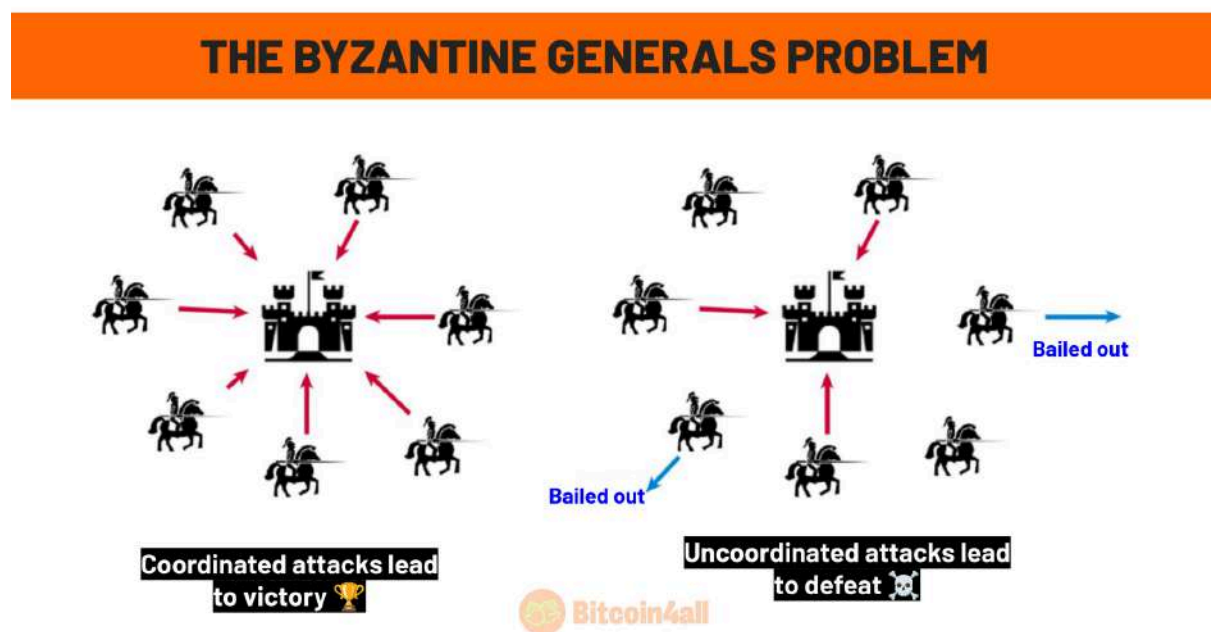 THE BYZANTINE GENERALS PROBLEM
Bailed out
Bailed out
Coordinated attacks lead
to victory 🏆
Uncoordinated attacks lead
to defeat ☠️
Bitcoin4all